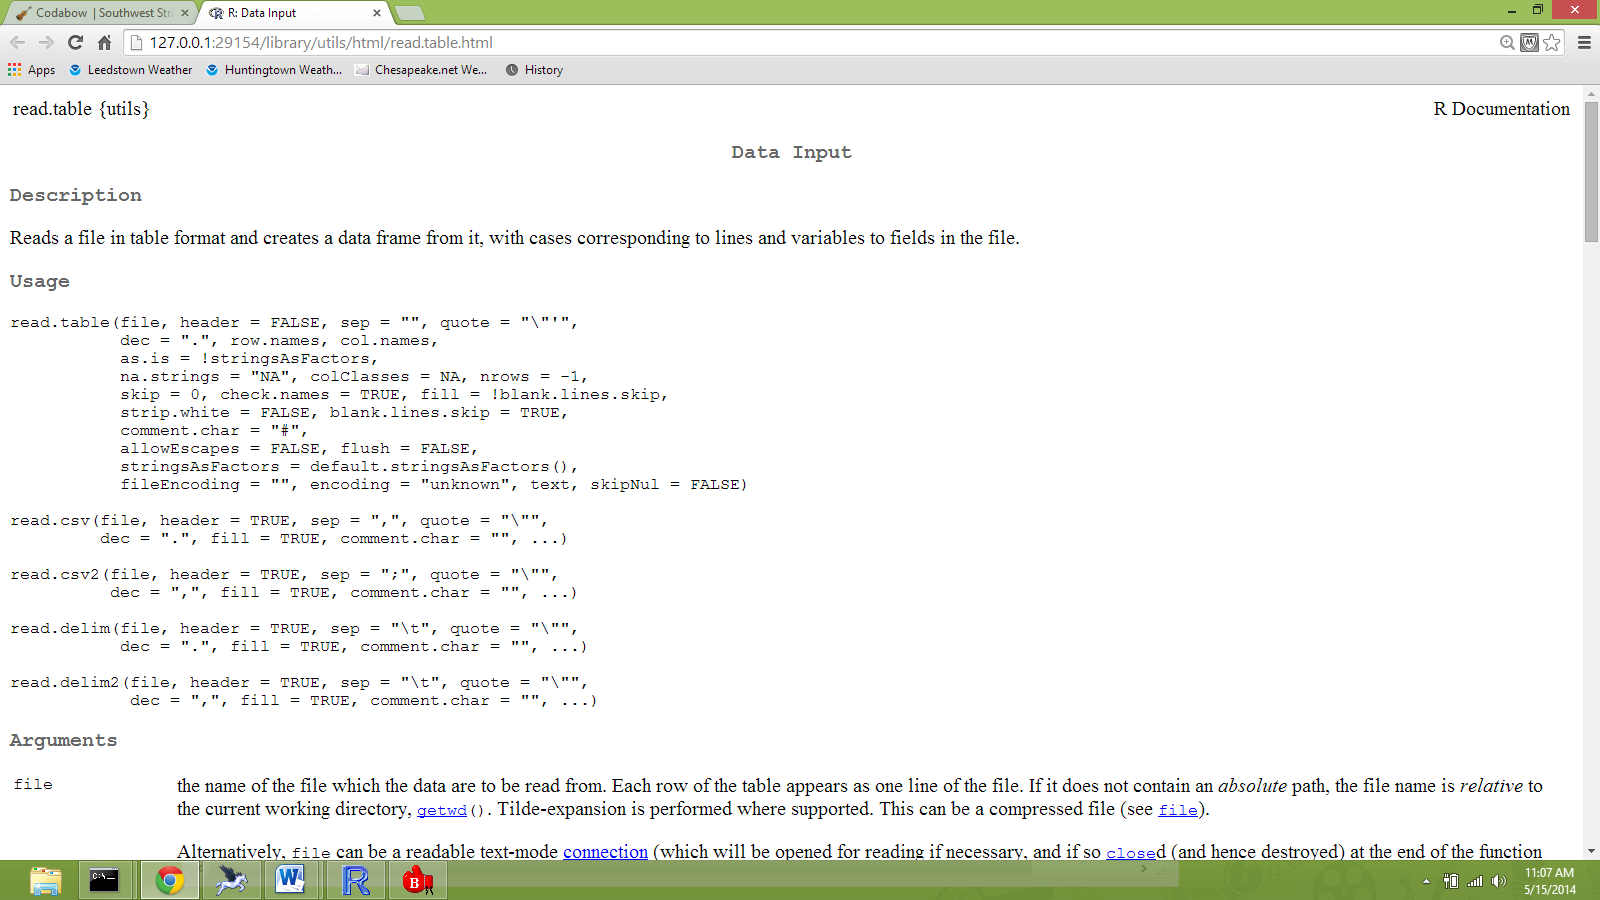 Codabow | Southwest Stri
R: Data Input
127.0.0.1:29154/library/utils/html/read.table.html
Apps Leedstown Weather Huntingtown Weath... Chesapeake.net We... History
read.table {utils} R Documentation
Data Input
Description
Reads a file in table format and creates a data frame from it, with cases corresponding to lines and variables to fields in the file.
Usage
read.table(file, header = FALSE, sep = "", quote = "\"'",
dec = ".", row.names, col.names,
as.is = !stringsAsFactors,
na.strings = "NA", colClasses = NA, nrows = -1,
skip = 0, check.names = TRUE, fill = !blank.lines.skip,
strip.white = FALSE, blank.lines.skip = TRUE,
comment.char = "#",
allowEscapes = FALSE, flush = FALSE,
stringsAsFactors = default.stringsAsFactors(),
fileEncoding = "", encoding = "unknown", text, skipNul = FALSE)
read.csv(file, header = TRUE, sep = ",", quote = "\"",
dec = ".", fill = TRUE, comment.char = "", ...)
read.csv2(file, header = TRUE, sep = ";", quote = "\"",
dec = ",", fill = TRUE, comment.char = "", ...)
read.delim(file, header = TRUE, sep = "\t", quote = "\"",
dec = ".", fill = TRUE, comment.char = "", ...)
read.delim2(file, header = TRUE, sep = "\t", quote = "\"",
dec = ",", fill = TRUE, comment.char = "", ...)
Arguments
file the name of the file which the data are to be read from. Each row of the table appears as one line of the file. If it does not contain an absolute path, the file name is relative to
the current working directory, getwd(). Tilde-expansion is performed where supported. This can be a compressed file (see file).
Alternatively, file can be a readable text-mode connection (which will be opened for reading if necessary, and if so closed (and hence destroyed) at the end of the function
C:\
W
R
B
11:07 AM
5/15/2014